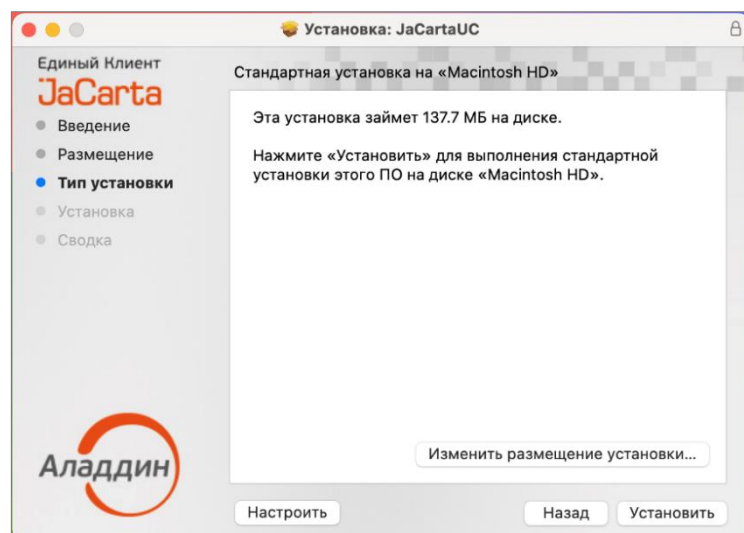 Установка: JaCartaUC
Единый Клиент
JaCarta
Введение
Размещение
Тип установки
Установка
Сводка
Аладдин
Стандартная установка на «Macintosh HD»
Эта установка займет 137.7 МБ на диске.
Нажмите «Установить» для выполнения стандартной
установки этого ПО на диске «Macintosh HD».
Изменить размещение установки...
Настроить
Назад
Установить